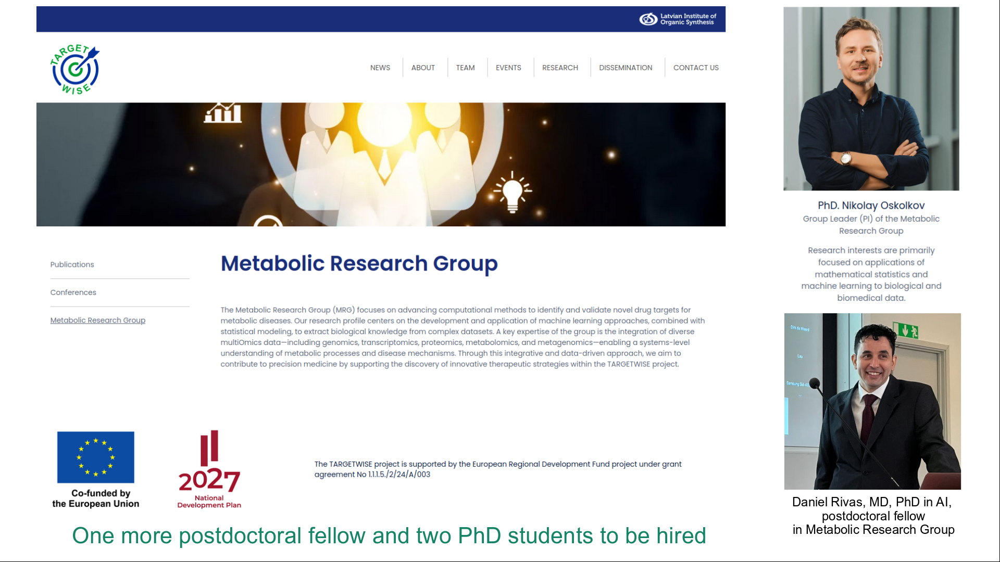 Latvian Institute of
Organic Synthesis
TARGET
WISE
NEWS
ABOUT
TEAM
EVENTS
RESEARCH
DISSEMINATION
CONTACT US
Publications
Conferences
Metabolic Research Group
Metabolic Research Group
The Metabolic Research Group (MRG) focuses on advancing computational methods to identify and validate novel drug targets for
metabolic diseases. Our research profile centers on the development and application of machine learning approaches, combined with
statistical modeling, to extract biological knowledge from complex datasets. A key expertise of the group is the integration of diverse
multiOmics data—including genomics, transcriptomics, proteomics, metabolomics, and metagenomics—enabling a systems-level
understanding of metabolic processes and disease mechanisms. Through this integrative and data-driven approach, we aim to
contribute to precision medicine by supporting the discovery of innovative therapeutic strategies within the TARGETWISE project.
Co-funded by
the European Union
2027
National
Development Plan
The TARGETWISE project is supported by the European Regional Development Fund project under grant
agreement No 1.1.1.5./2/24/A/003
One more postdoctoral fellow and two PhD students to be hired
PhD. Nikolay Oskolkov
Group Leader (PI) of the Metabolic
Research Group
Research interests are primarily
focused on applications of
mathematical statistics and
machine learning to biological and
biomedical data.
Dirk de Weerd
Lau
Samsung SM-A5
Daniel Rivas, MD, PhD in AI,
postdoctoral fellow
in Metabolic Research Group